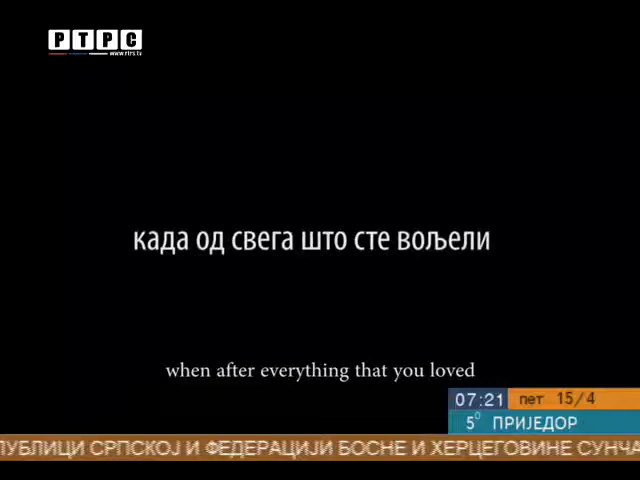 РТРС
www.rtrs.tv
када од свега што сте вољели
when after everything that you loved
07:21 пет 15/4
5° ПРИЈЕДОР
ПУБЛИЦИ СРПСКОЈ И ФЕДЕРАЦИЈИ БОСНЕ И ХЕРЦЕГОВИНЕ СУНЧА